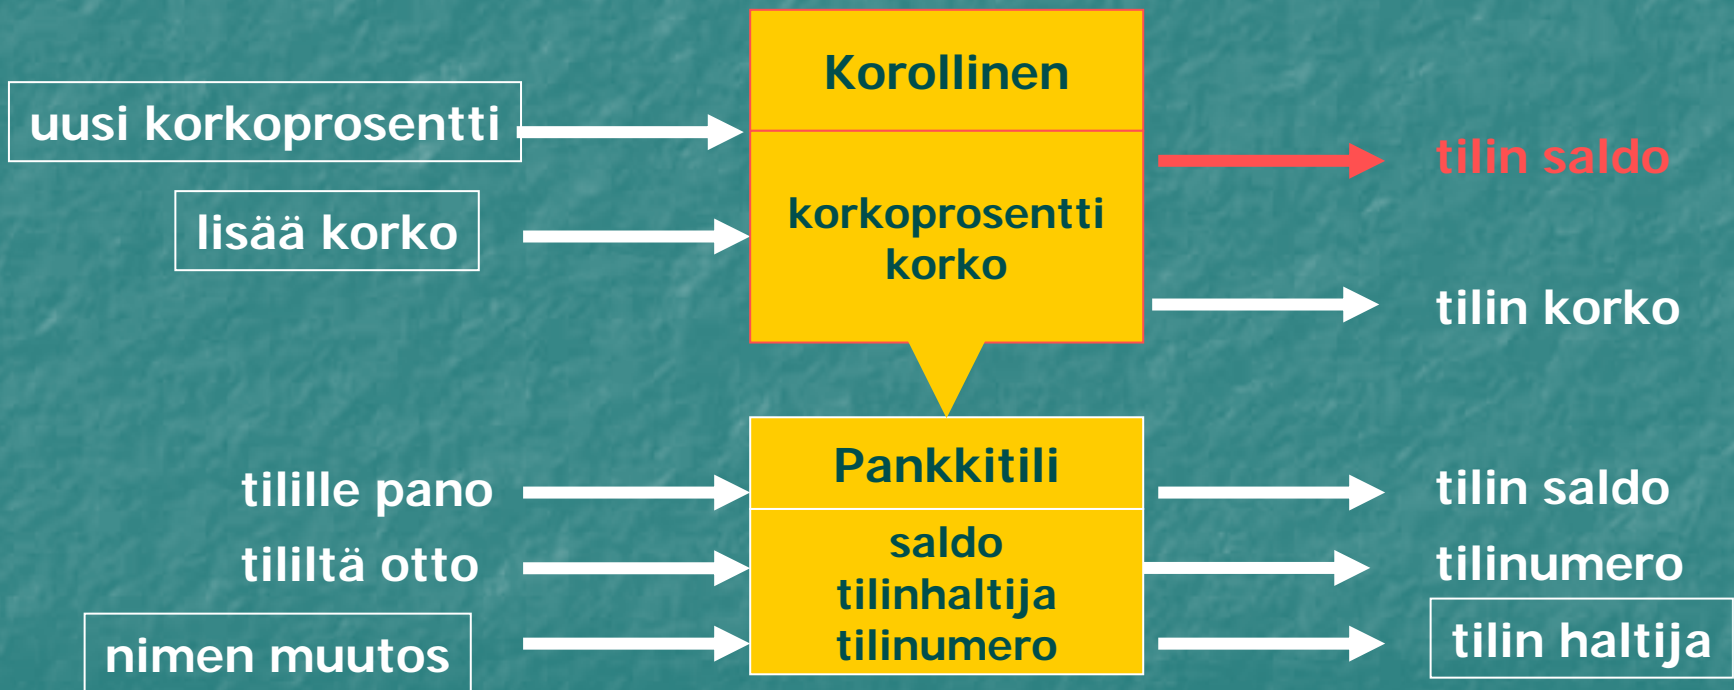 Korollinen
uusi korkoprosentti
tilin saldo
lisää korko
korkoprosentti
korko
tilin korko
Pankkitili
tilille pano
tilin saldo
tililtä otto
saldo
tilinhaltija
tilinumero
tilinumero
nimen muutos
tilin haltija